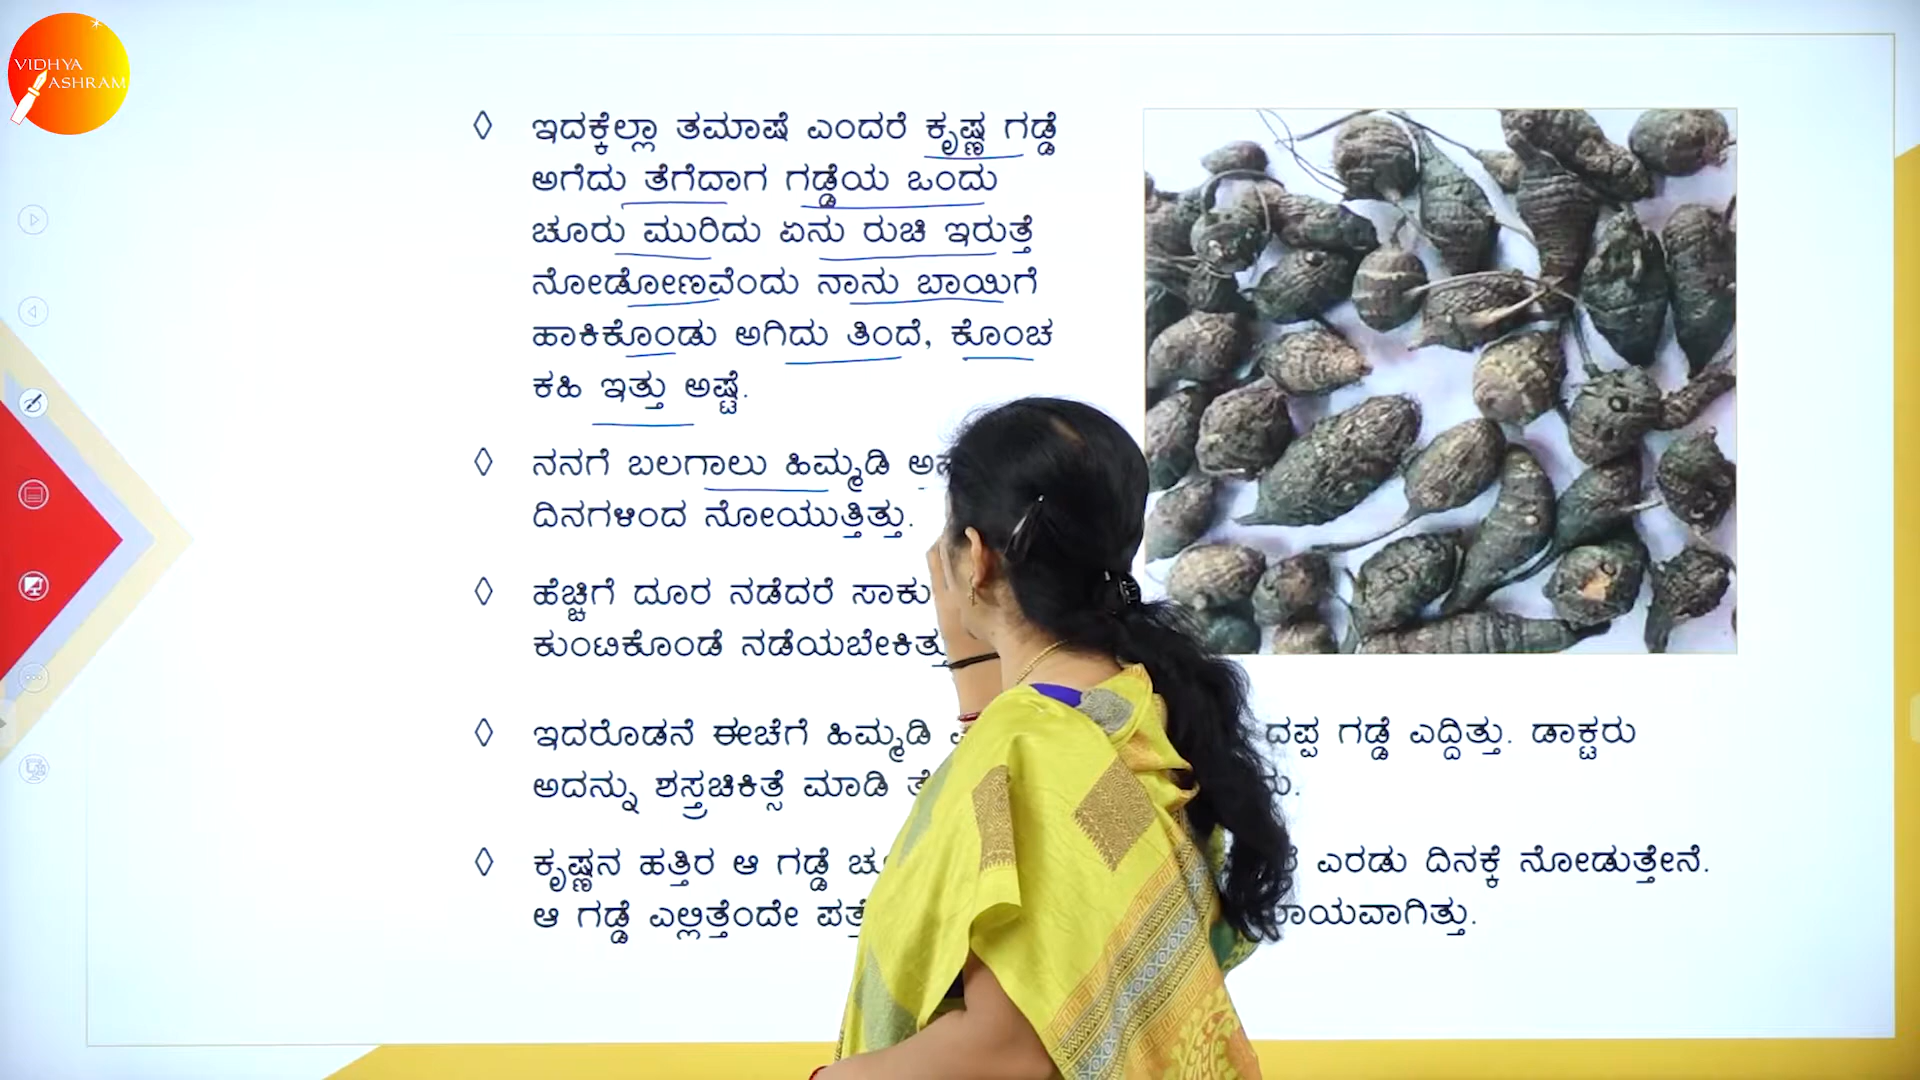 VIDHYA
ASHRAM
ಇದಕ್ಕೆಲ್ಲಾ ತಮಾಷೆ ಎಂದರೆ ಕೃಷ್ಣ ಗಡ್ಡೆ
ಅಗೆದು ತೆಗೆದಾಗ ಗಡ್ಡೆಯ ಒಂದು
ಚೂರು ಮುರಿದು ಏನು ರುಚಿ ಇರುತ್ತೆ
ನೋಡೋಣವೆಂದು ನಾನು ಬಾಯಿಗೆ
ಹಾಕಿಕೊಂಡು ಅಗಿದು ತಿಂದೆ, ಕೊಂಚ
ಕಹಿ ಇತ್ತು ಅಷ್ಟೆ.
ನನಗೆ ಬಲಗಾಲು ಹಿಮ್ಮಡಿ
ದಿನಗಳಿಂದ ನೋಯುತ್ತಿತ್ತು.
ಹೆಚ್ಚಿಗೆ ದೂರ ನಡೆದರೆ ಸಾಕು
ಕುಂಟಿಕೊಂಡೆ ನಡೆಯಬೇಕಿತ್ತು
ಇದರೊಡನೆ ಈಚೆಗೆ ಹಿಮ್ಮಡಿ ದಪ್ಪ ಗಡ್ಡೆ ಎದ್ದಿತ್ತು. ಡಾಕ್ಟರು
ಅದನ್ನು ಶಸ್ತ್ರಚಿಕಿತ್ಸೆ ಮಾಡಿ
ಕೃಷ್ಣನ ಹತ್ತಿರ ಆ ಗಡ್ಡೆ ಎರಡು ದಿನಕ್ಕೆ ನೋಡುತ್ತೇನೆ.
ಆ ಗಡ್ಡೆ ಎಲ್ಲಿತ್ತೆಂದೇ